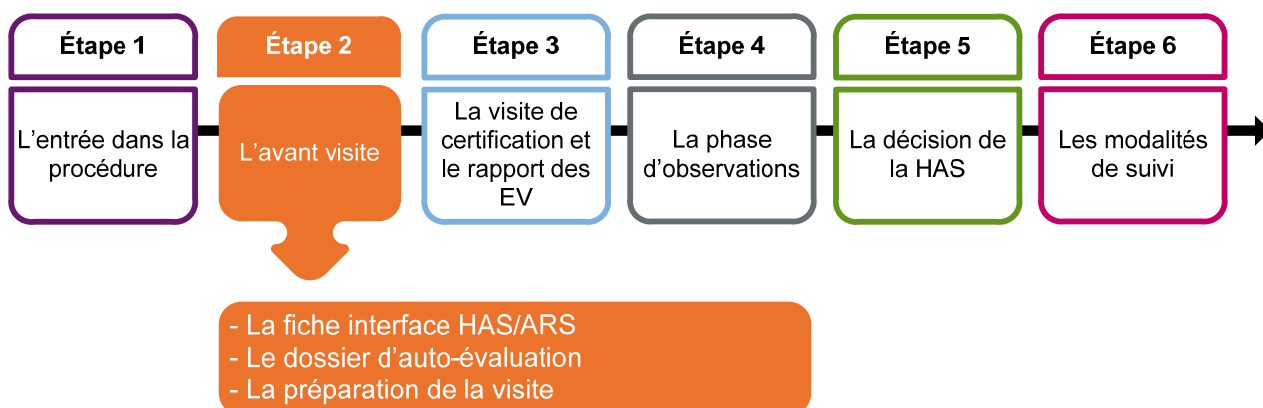 Étape 1
Étape 2
Étape 3
Étape 4
Étape 5
Étape 6
L'entrée dans la
procédure
L'avant visite
La visite de
certification et
le rapport des
EV
La phase
d'observations
La décision de
la HAS
Les modalités
de suivi
- La fiche interface HAS/ARS
- Le dossier d'auto-évaluation
- La préparation de la visite